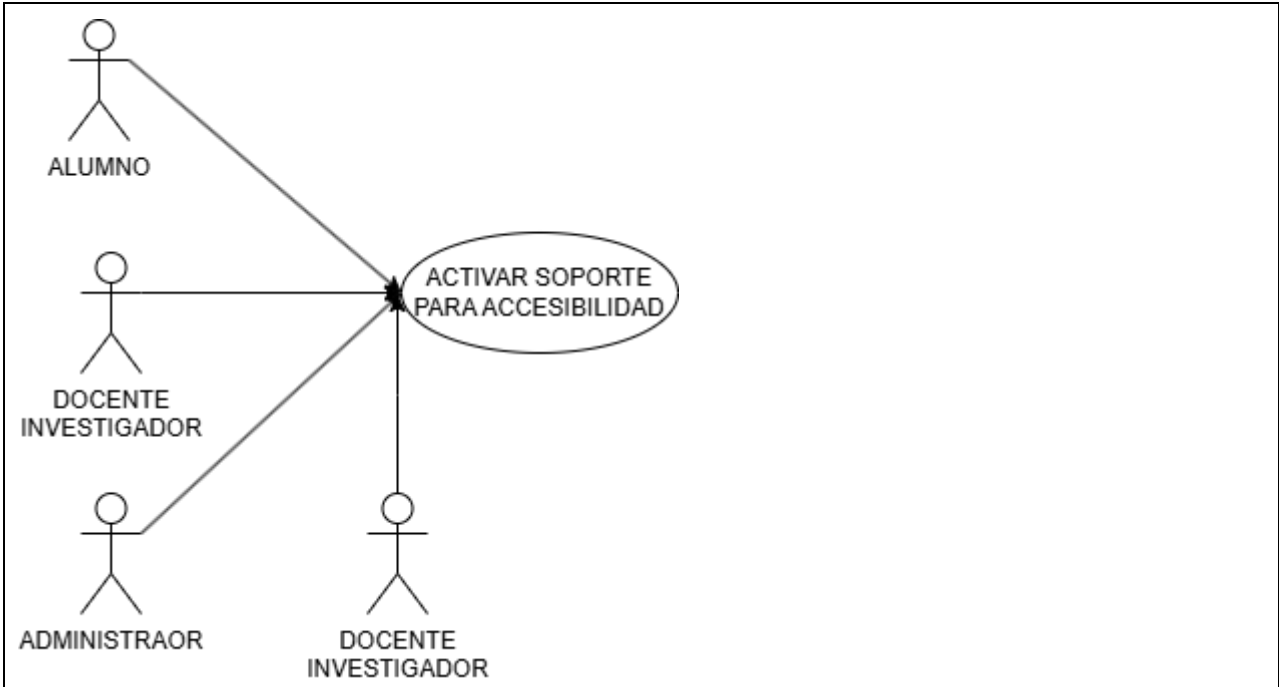 ALUMNO
ACTIVAR SOPORTE
PARA ACCESIBILIDAD
DOCENTE
INVESTIGADOR
ADMINISTRAOR
DOCENTE
INVESTIGADOR